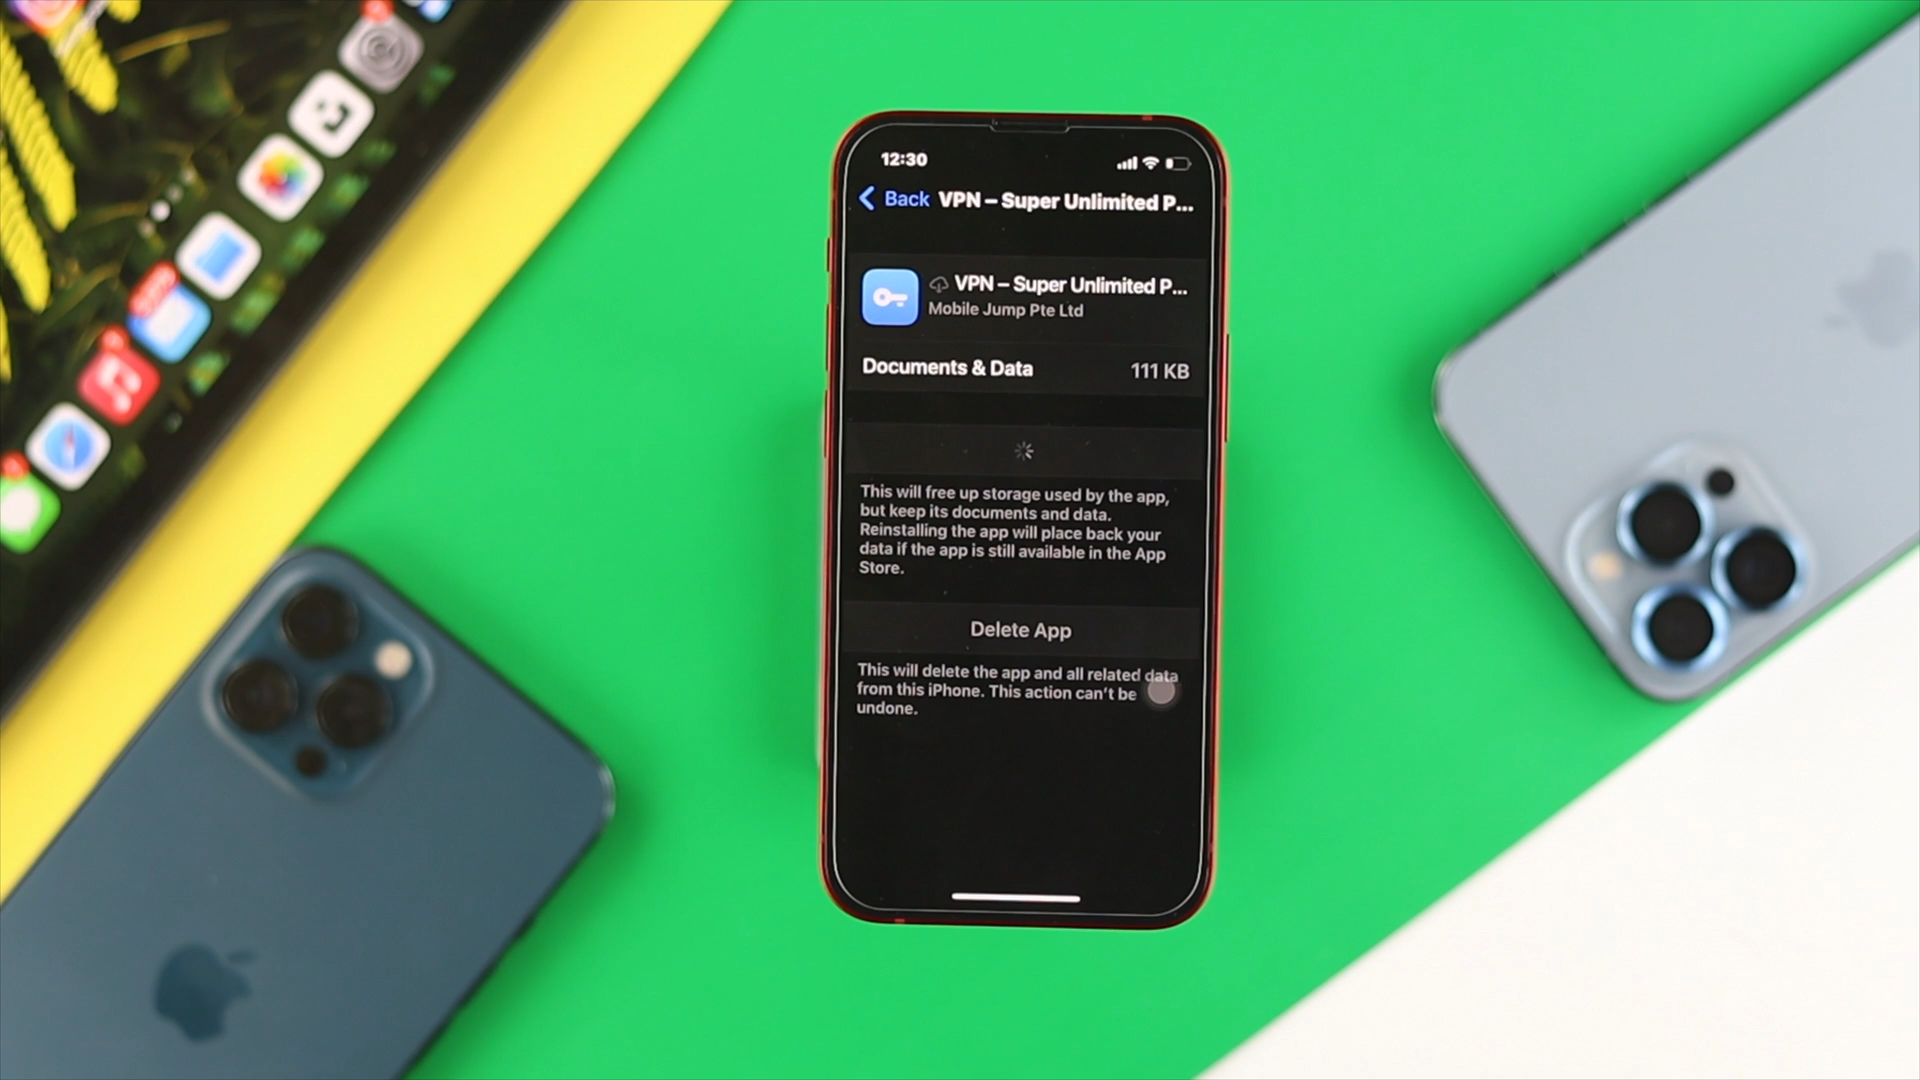 12:30
Back VPN – Super Unlimited P...
VPN – Super Unlimited P...
Mobile Jump Pte Ltd
Documents & Data 111 KB
This will free up storage used by the app,
but keep its documents and data.
Reinstalling the app will place back your
data if the app is still available in the App
Store.
Delete App
This will delete the app and all related data
from this iPhone. This action can't be
undone.